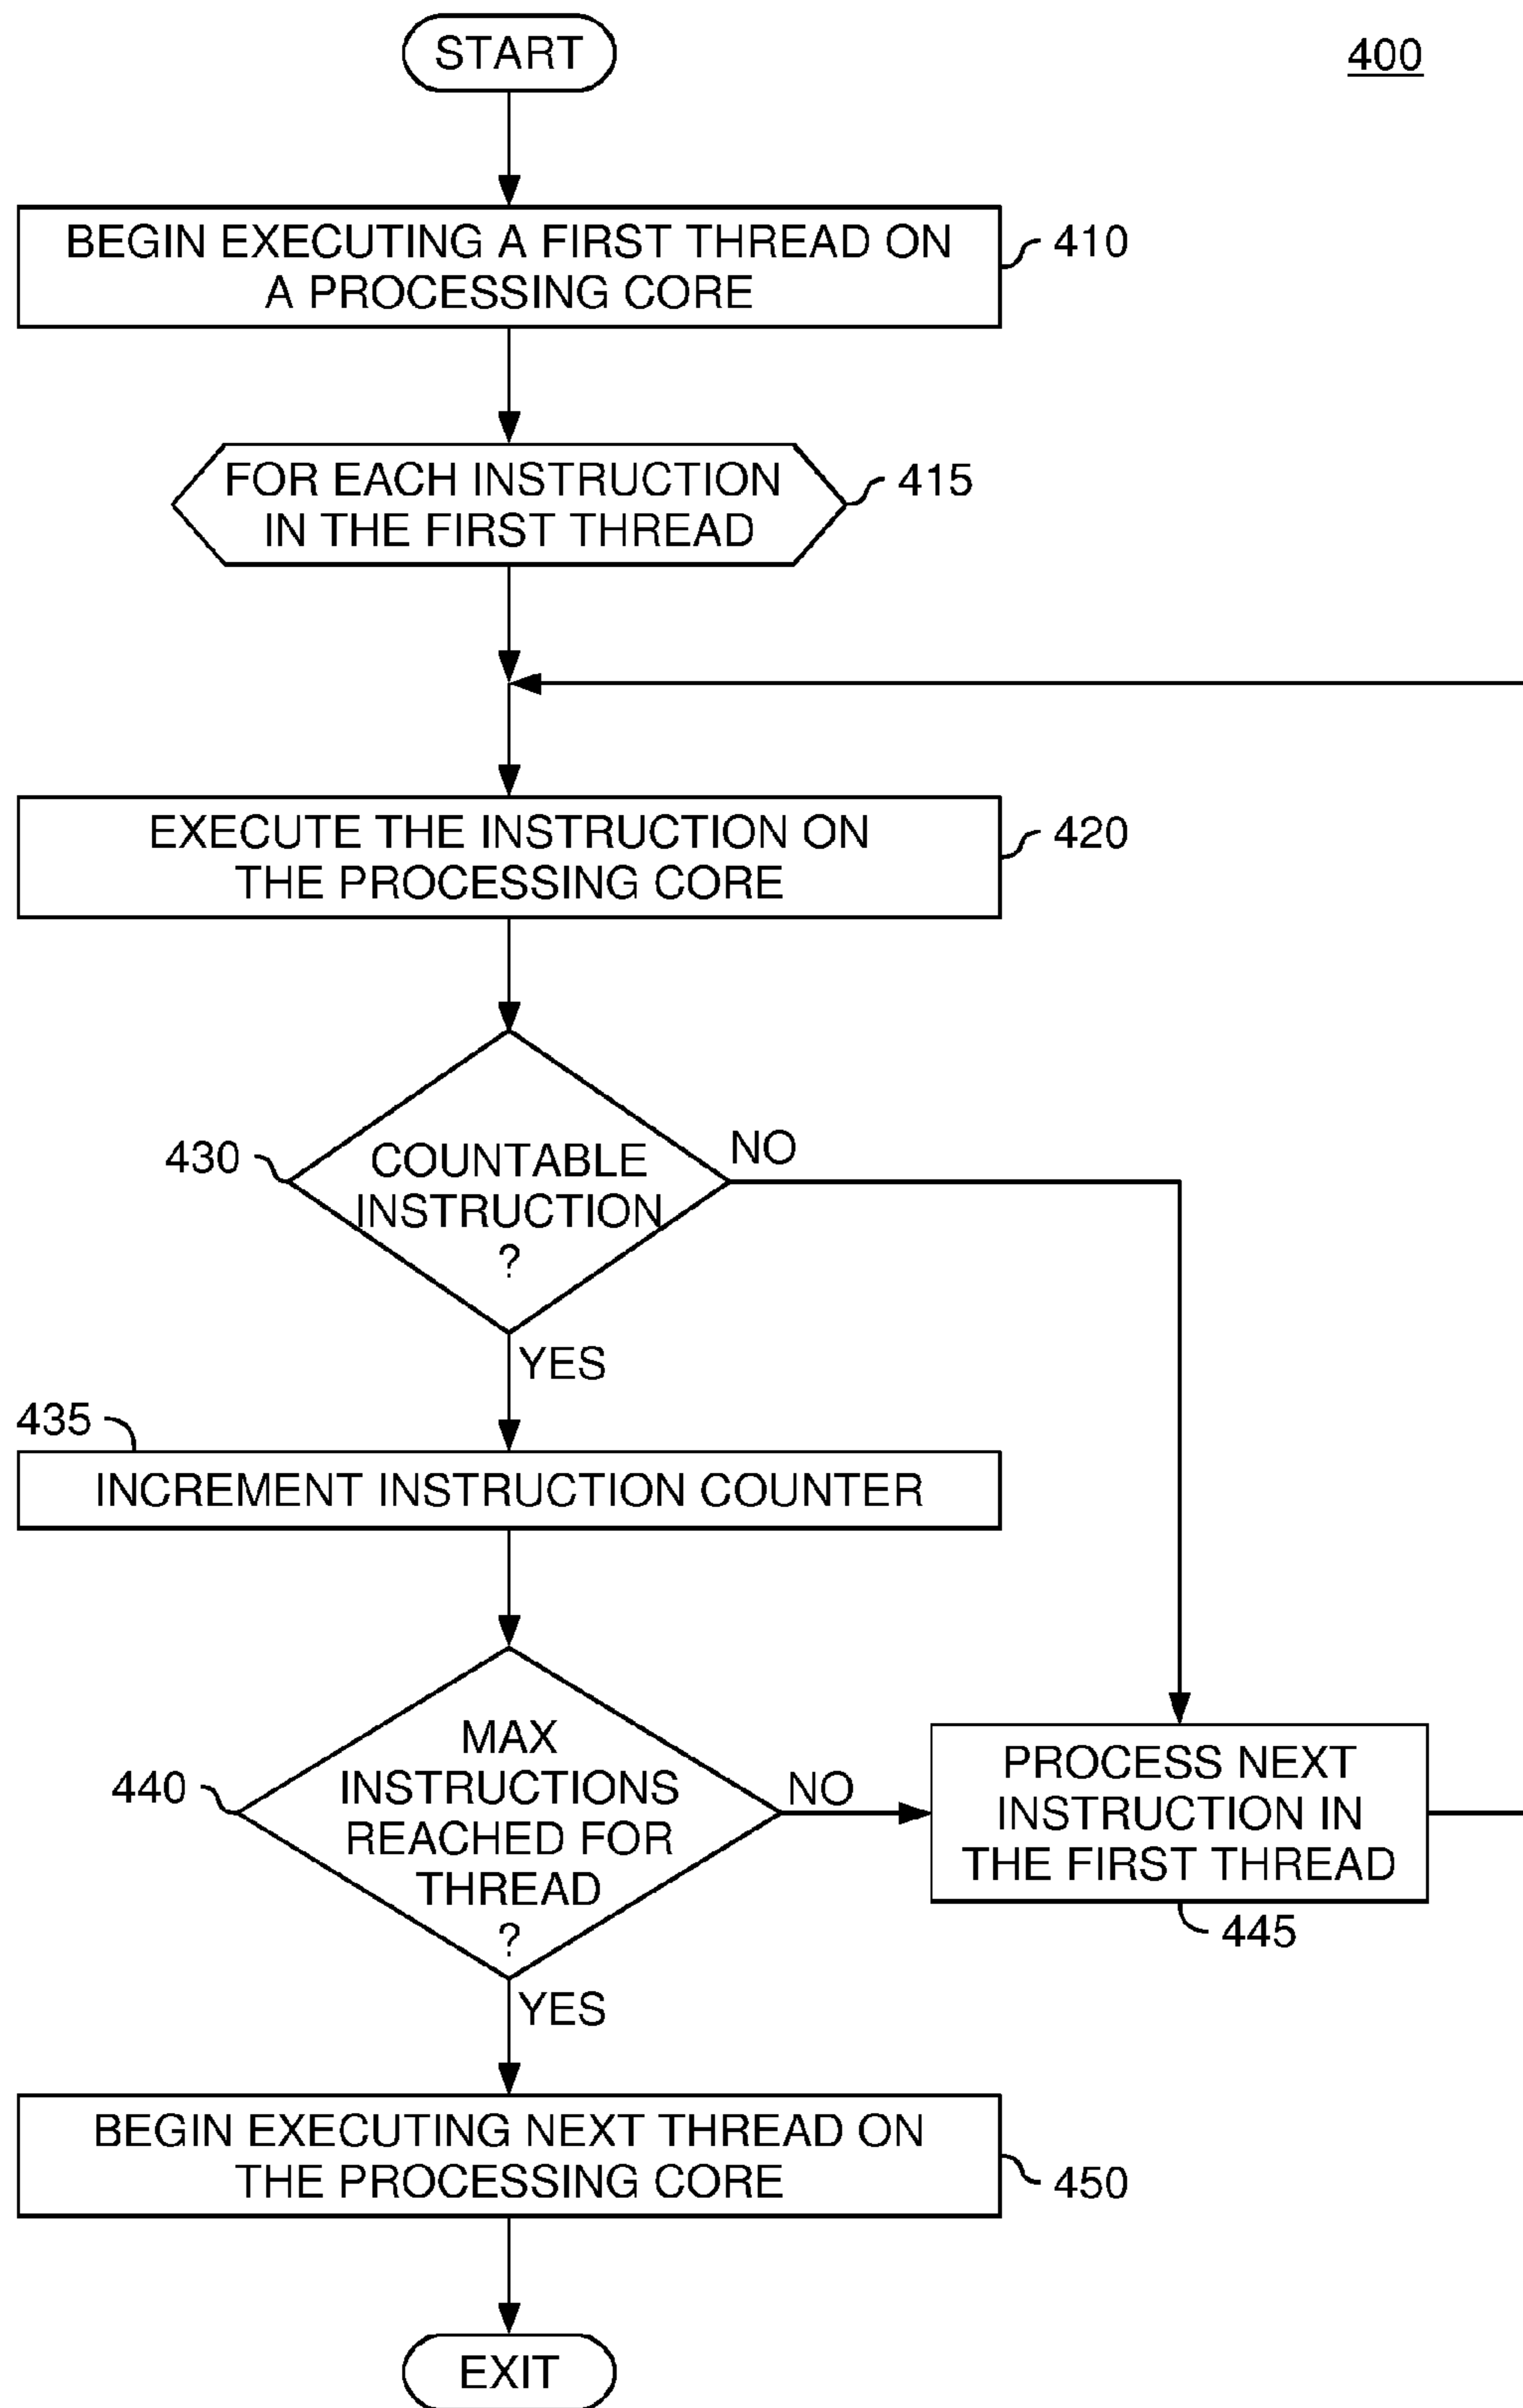 START
400
BEGIN EXECUTING A FIRST THREAD ON
A PROCESSING CORE
410
FOR EACH INSTRUCTION
IN THE FIRST THREAD
415
EXECUTE THE INSTRUCTION ON
THE PROCESSING CORE
420
430
COUNTABLE
INSTRUCTION
?
NO
YES
435
INCREMENT INSTRUCTION COUNTER
440
MAX
INSTRUCTIONS
REACHED FOR
THREAD
?
NO
PROCESS NEXT
INSTRUCTION IN
THE FIRST THREAD
445
YES
BEGIN EXECUTING NEXT THREAD ON
THE PROCESSING CORE
450
EXIT